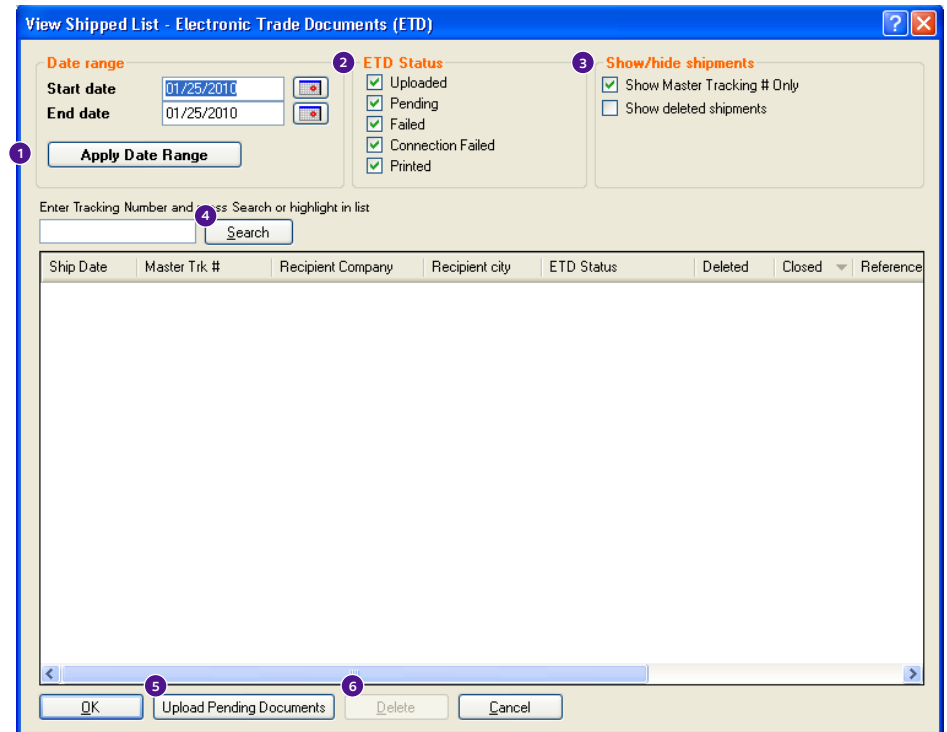 View Shipped List - Electronic Trade Documents (ETD)
Date range
Start date 01/25/2010
End date 01/25/2010
1 Apply Date Range
2 ETD Status
Uploaded
Pending
Failed
Connection Failed
Printed
3 Show/hide shipments
Show Master Tracking # Only
Show deleted shipments
Enter Tracking Number and press Search or highlight in list
4 Search
Ship Date Master Trk # Recipient Company Recipient city ETD Status Deleted Closed Reference
5 6
OK Upload Pending Documents Delete Cancel